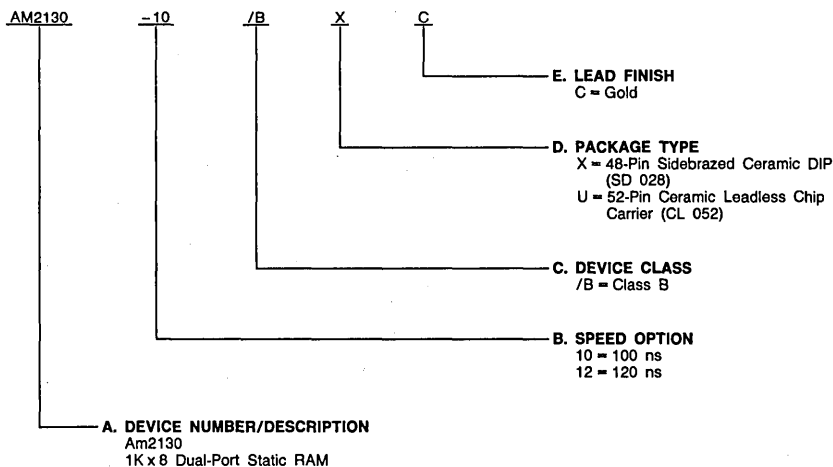 AM2130 -10 /B X C
E. LEAD FINISH
C = Gold
D. PACKAGE TYPE
X = 48-Pin Sidebrazed Ceramic DIP
(SD 028)
U = 52-Pin Ceramic Leadless Chip
Carrier (CL 052)
C. DEVICE CLASS
/B = Class B
B. SPEED OPTION
10 = 100 ns
12 = 120 ns
A. DEVICE NUMBER/DESCRIPTION
Am2130
1K x 8 Dual-Port Static RAM